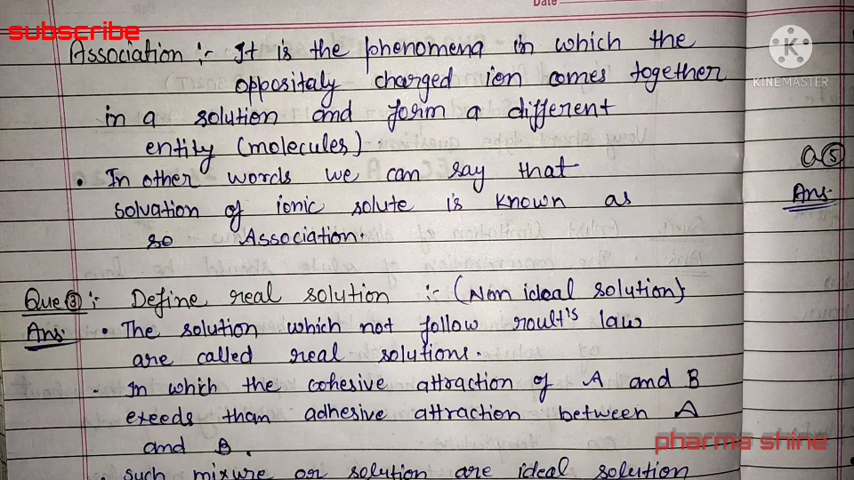 Date
subscribe
Association :- It is the phenomena in which the
oppositaly charged ion comes together
in a solution and form a different
entity (molecules)
• In other words we can say that
solvation of ionic solute is known as
so Association.
Que ③ :- Define real solution :- (Non ideal solution)
Ans. • The solution which not follow roult's law
are called real solutions.
• In which the cohesive attraction of A and B
exeeds than adhesive attraction between A
and B.
• such mixure or solution are ideal solution
K
KINEMASTER
Q ⑤
Ans.
pharma shine